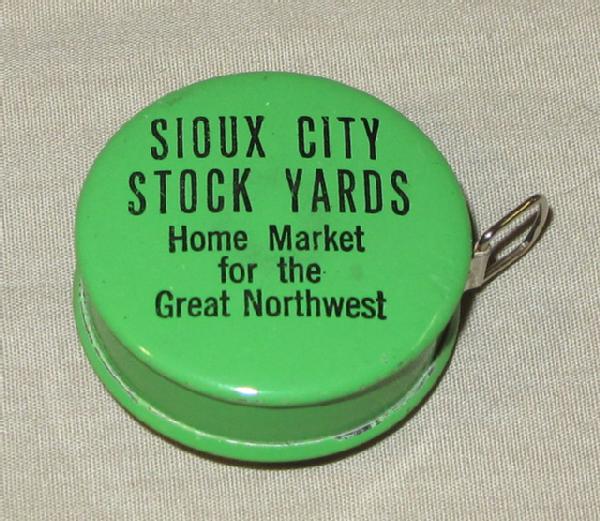 SIOUX CITY
STOCK YARDS
Home Market
for the
Great Northwest